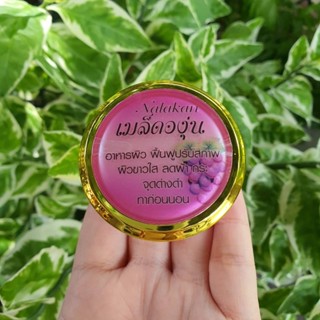 Nalakan
เมล็ดองุ่น
อาหารผิว ฟื้นฟูปรับสภาพ
ผิวขาวใส ลดฝ้ากระ
จุดด่างดำ
ทาก่อนนอน